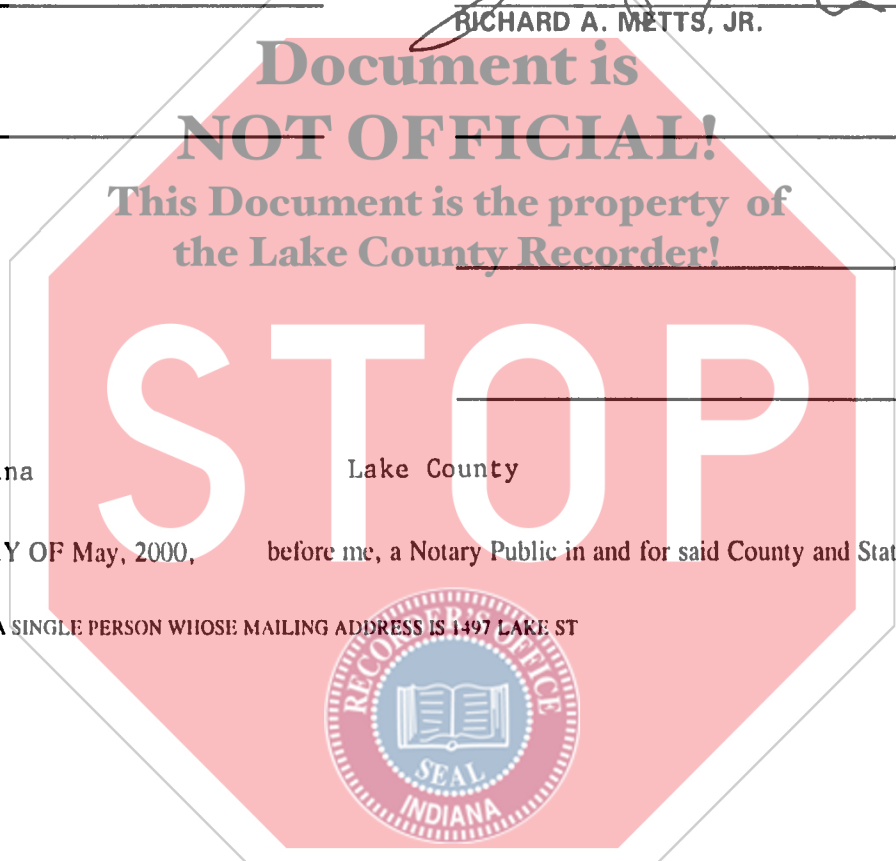 RICHARD A. METTS, JR.
Document is
NOT OFFICIAL!
This Document is the property of
the Lake County Recorder!
STOP
na Lake County
Y OF May, 2000, before me, a Notary Public in and for said County and Stat
A SINGLE PERSON WHOSE MAILING ADDRESS IS 1497 LAKE ST
RECORDER'S OFFICE
SEAL
INDIANA